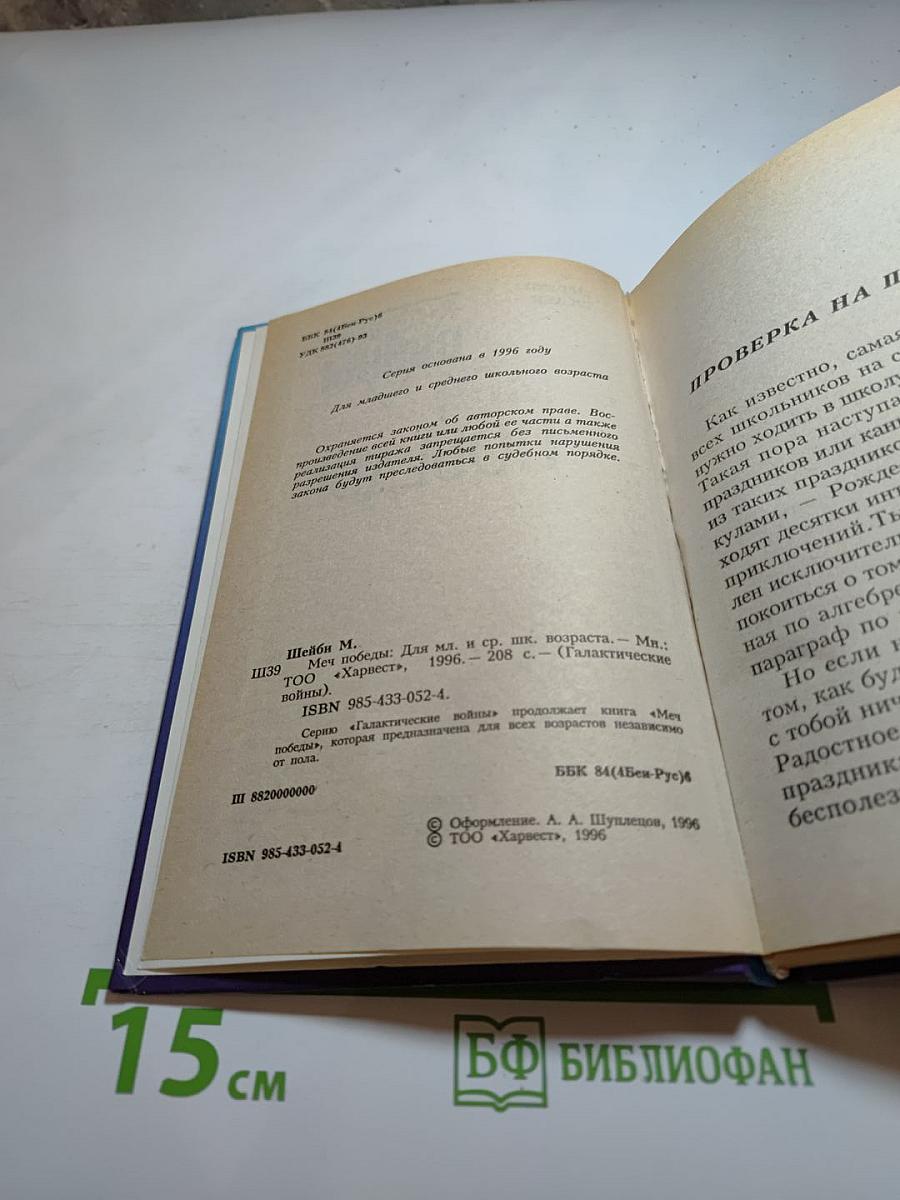 ББК 84(4Беи-Рус)6
Ш39
УДК 882(476)-93
Серия основана в 1996 году
Для младшего и среднего школьного возраста
Охраняется законом об авторском праве. Вос-
произведение всей книги или любой ее части а также
реализация тиража запрещается без письменного
разрешения издателя. Любые попытки нарушения
закона будут преследоваться в судебном порядке.
Шейби М.
Ш39 Меч победы: Для мл. и ср. шк. возраста.— Мн.:
ТОО «Харвест», 1996.— 208 с.— (Галактические
войны).
ISBN 985-433-052-4.
Серию «Галактические войны» продолжает книга «Меч
победы», которая предназначена для всех возрастов независимо
от пола.
ББК 84(4Беи-Рус)6
Ш 8820000000
© Оформление. А. А. Шуплецов, 1996
© ТОО «Харвест», 1996
ISBN 985-433-052-4
ПРОВЕРКА НА
Как известно, самая
всех школьников на
нужно ходить в школу
Такая пора наступа
праздников или кан
из таких праздников
кулами, — Рожде
ходят десятки ин
приключений. Ты
лен исключитель
покоиться о том
ная по алгебре
параграф по
Но если
том, как буд
с тобой нич
Радостное
праздник
бесполез
15 см
БФ БИБЛИОФАН